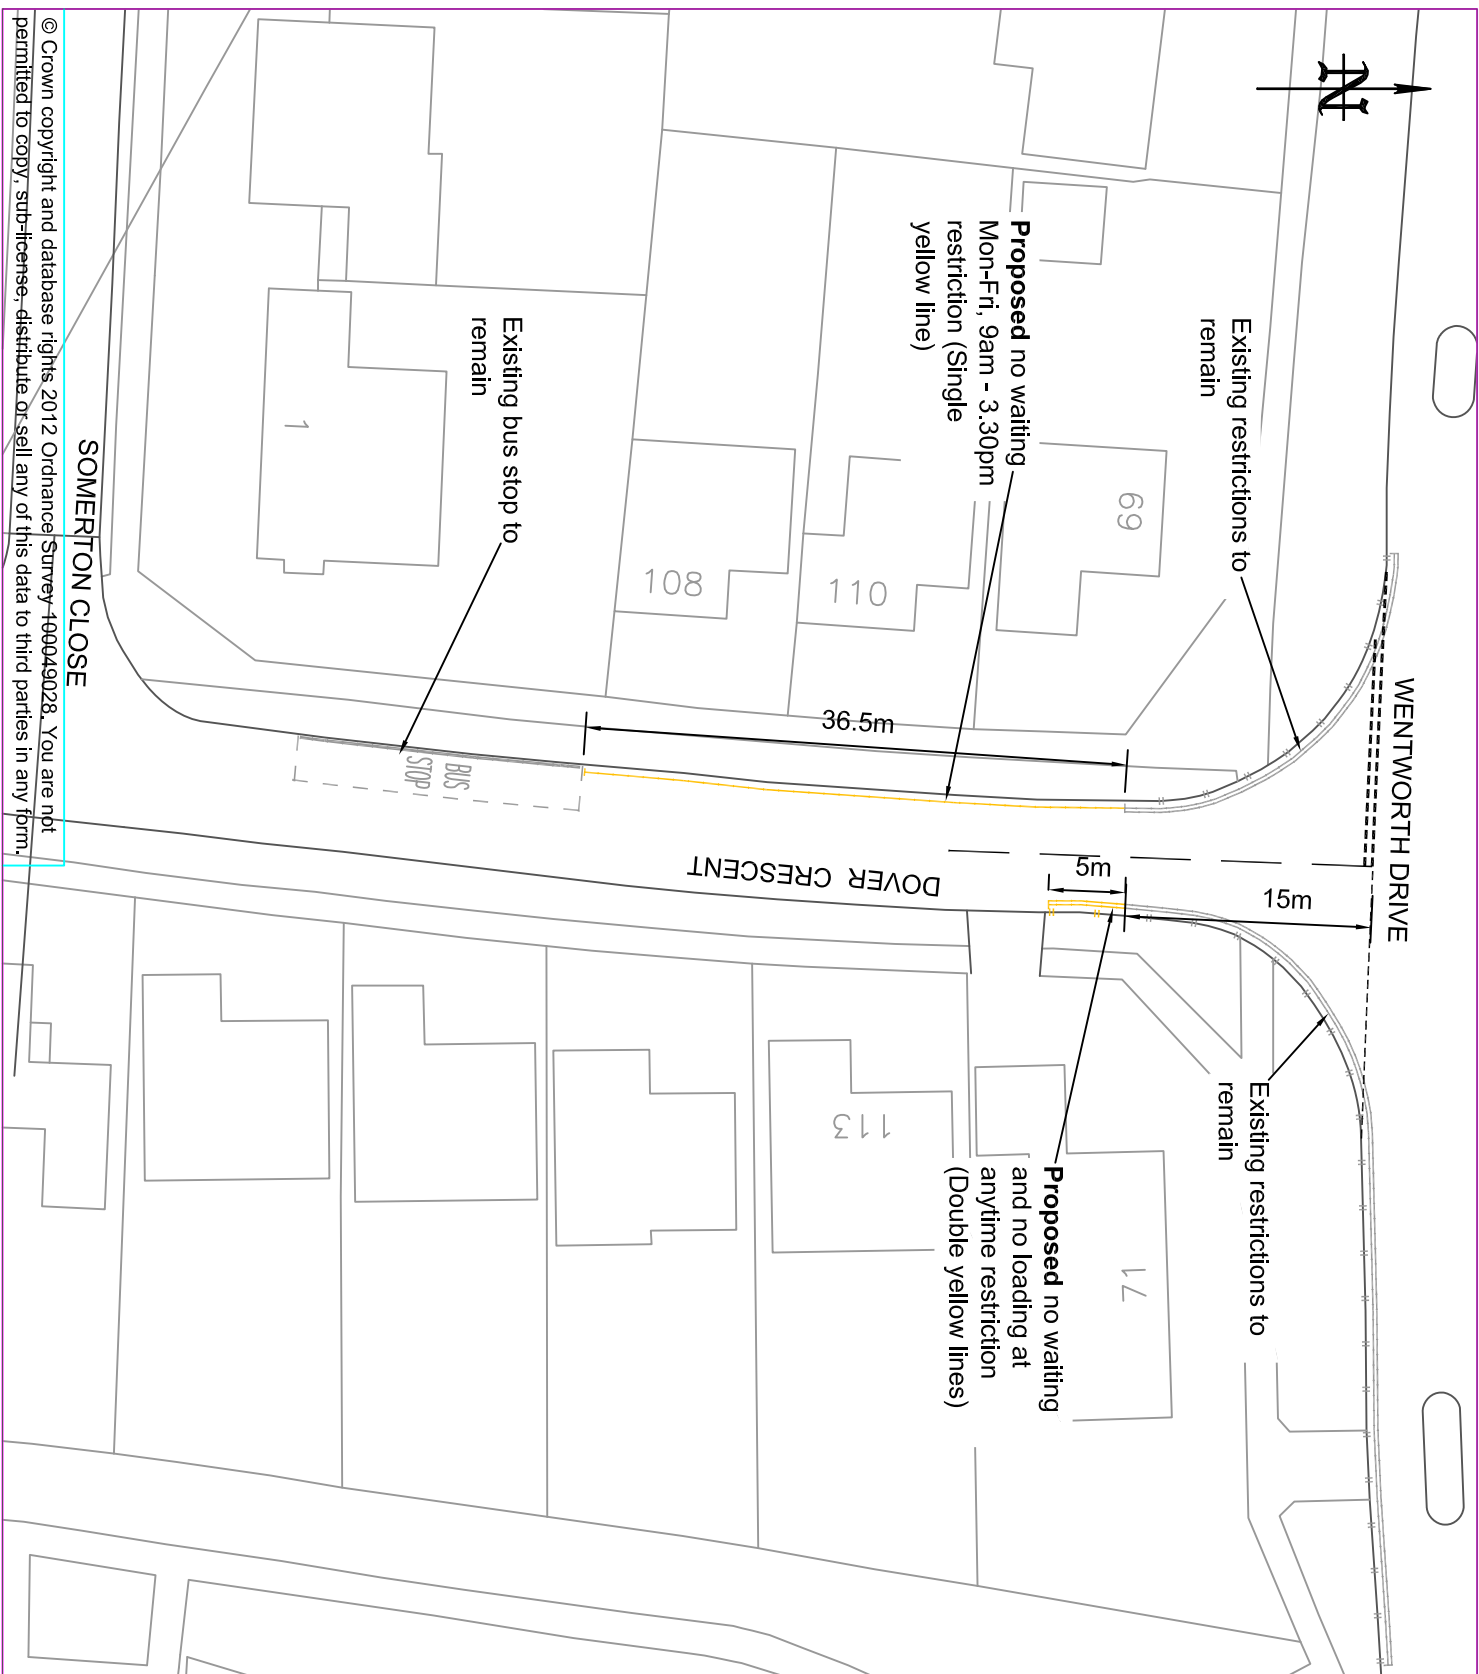 N
WENTWORTH DRIVE
Existing restrictions to
remain
Existing restrictions to
remain
15m
5m
69
71
Proposed no waiting
Mon-Fri, 9am - 3.30pm
restriction (Single
yellow line)
Proposed no waiting
and no loading at
anytime restriction
(Double yellow lines)
36.5m
DOVER CRESCENT
110
113
108
Existing bus stop to
remain
BUS
STOP
1
SOMERTON CLOSE
© Crown copyright and database rights 2012 Ordnance Survey 100049028. You are not
permitted to copy, sub-license, distribute or sell any of this data to third parties in any form.